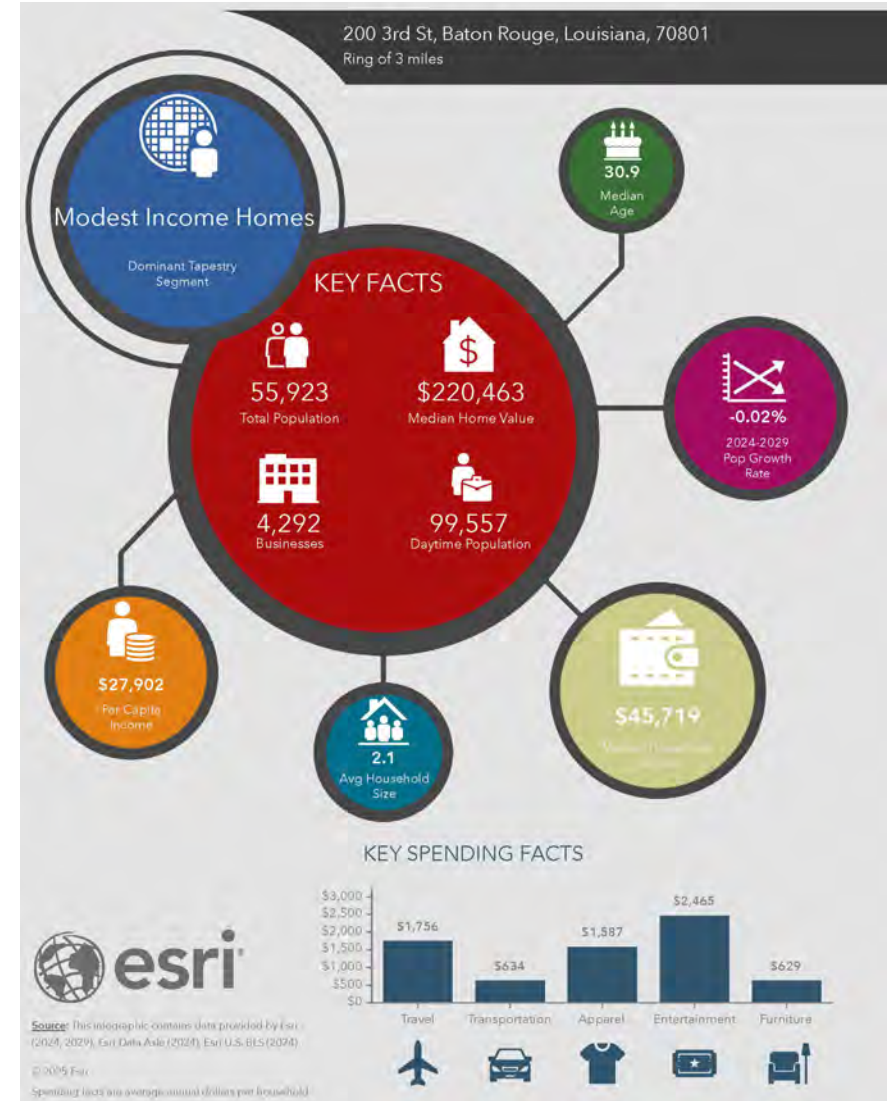 200 3rd St, Baton Rouge, Louisiana, 70801
Ring of 3 miles
Modest Income Homes
Dominant Tapestry
Segment
30.9
Median
Age
KEY FACTS
55,923
Total Population
$220,463
Median Home Value
4,292
Businesses
99,557
Daytime Population
-0.02%
2024-2029
Pop Growth
Rate
$27,902
Per Capita
Income
2.1
Avg Household
Size
$45,719
Median Household
KEY SPENDING FACTS
$3,000
$2,500
$2,000
$1,500
$1,000
$500
$0
$1,756
$634
$1,587
$2,465
$629
Travel
Transportation
Apparel
Entertainment
Furniture
esri
Source: This infographic contains data provided by Esri
(2024, 2029), Esri-Data Axle (2024), Esri-U.S. BLS (2024)
© 2025 Esri
Spending facts are average annual dollars per household